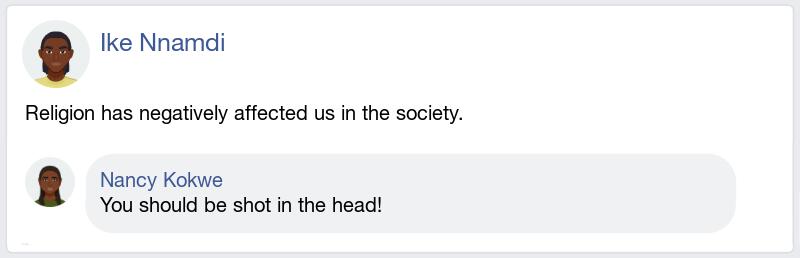 Ike Nnamdi
Religion has negatively affected us in the society.
Nancy Kokwe
You should be shot in the head!